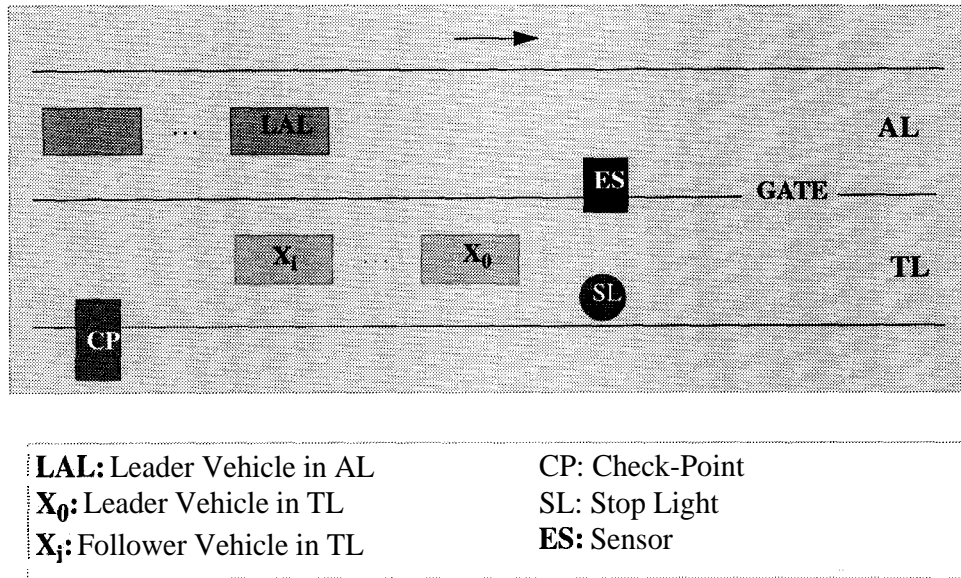 LAL
AL
ES
GATE
Xi
X0
TL
SL
CP
LAL: Leader Vehicle in AL
X0: Leader Vehicle in TL
Xj: Follower Vehicle in TL
CP: Check-Point
SL: Stop Light
ES: Sensor